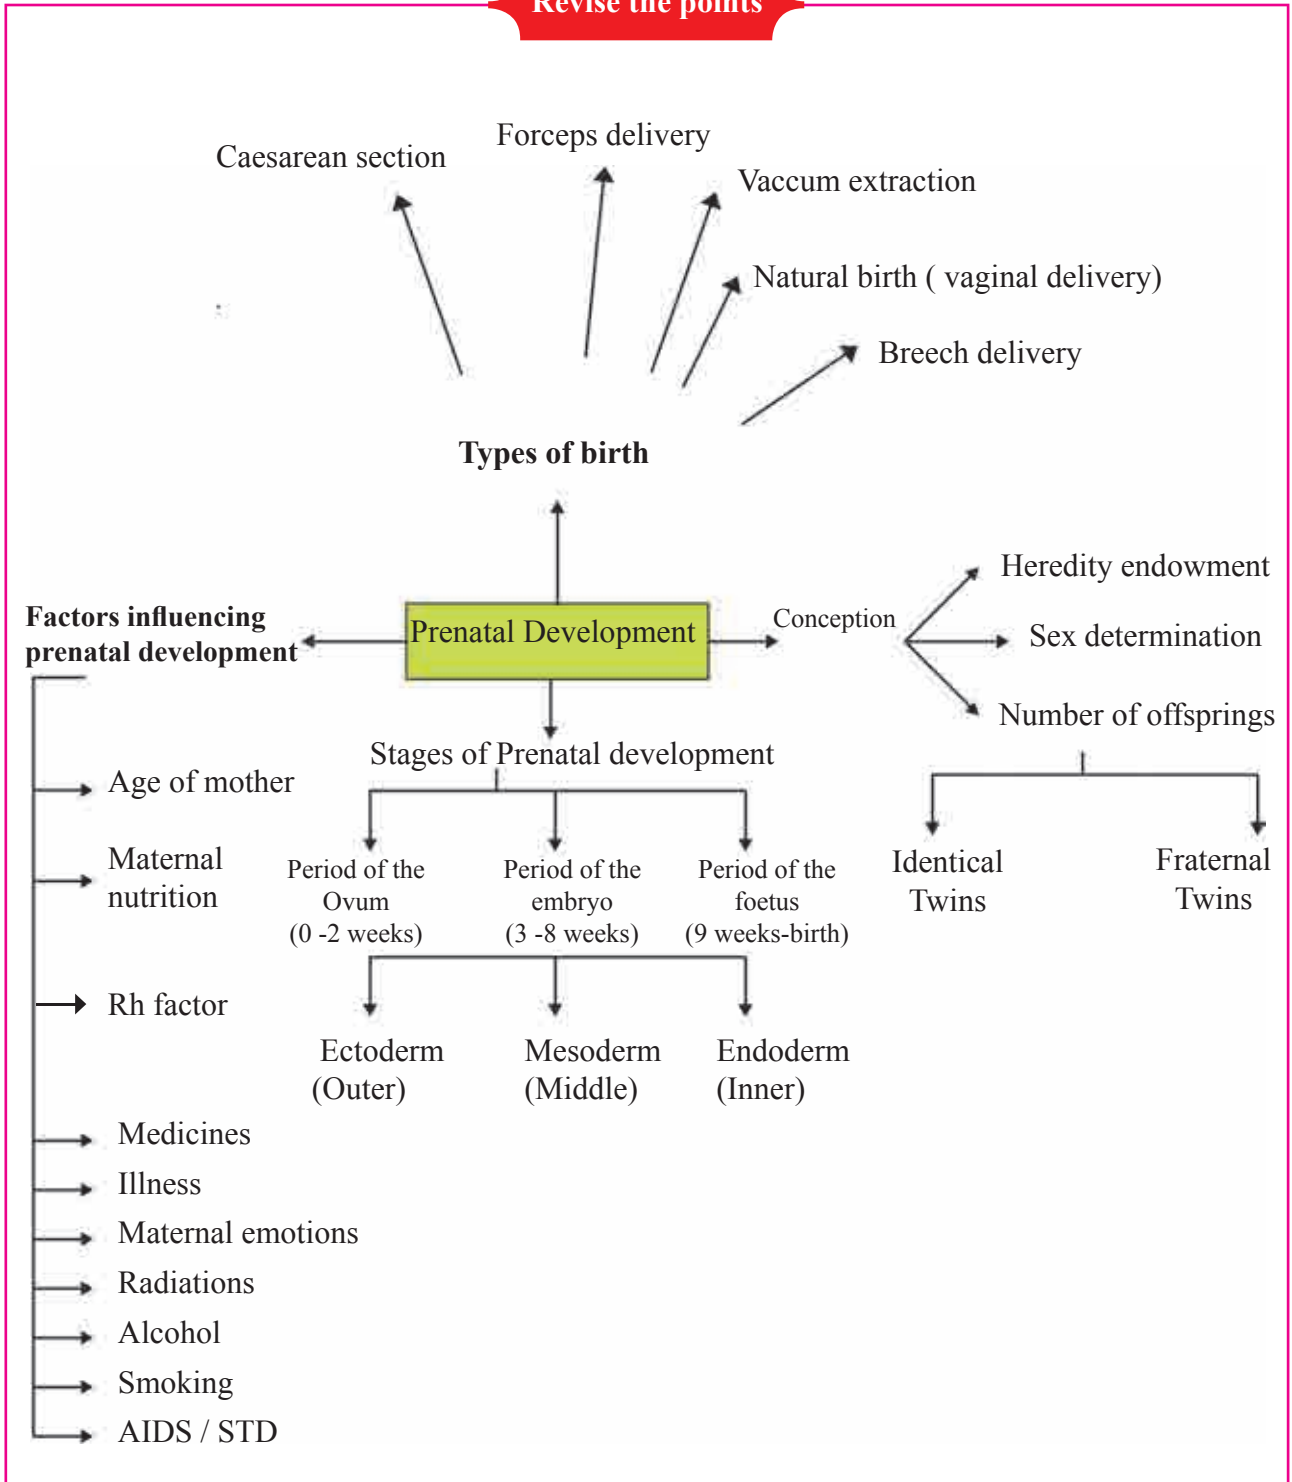 Revise the points
Forceps delivery
Caesarean section
Vaccum extraction
Natural birth ( vaginal delivery)
Breech delivery
Types of birth
Heredity endowment
Factors influencing
prenatal development
Prenatal Development
Conception
Sex determination
Number of offsprings
Stages of Prenatal development
Age of mother
Maternal
nutrition
Period of the
Ovum
(0 -2 weeks)
Period of the
embryo
(3 -8 weeks)
Period of the
foetus
(9 weeks-birth)
Identical
Twins
Fraternal
Twins
Rh factor
Ectoderm
(Outer)
Mesoderm
(Middle)
Endoderm
(Inner)
Medicines
Illness
Maternal emotions
Radiations
Alcohol
Smoking
AIDS / STD